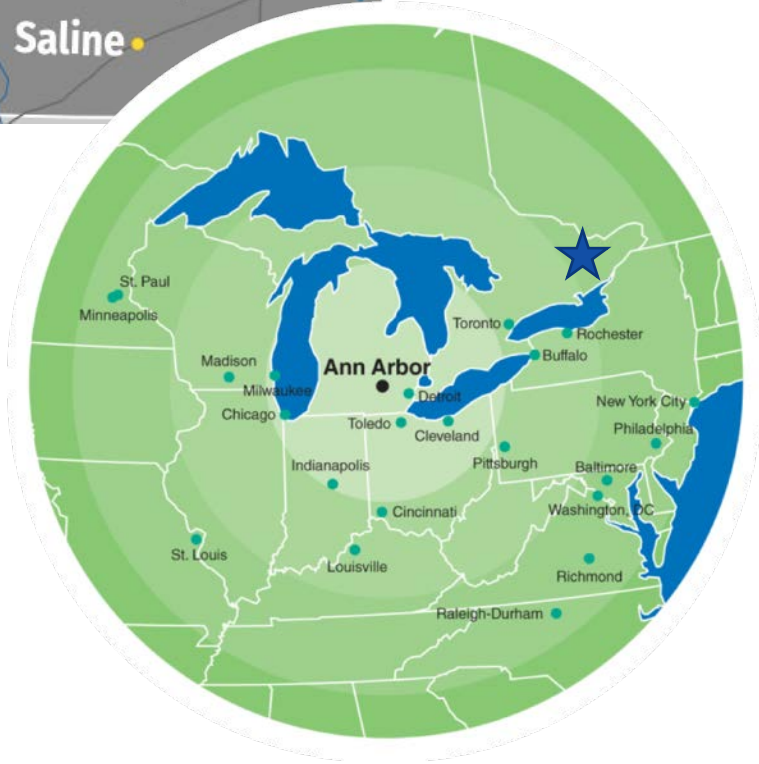 Saline
St. Paul
Minneapolis
Toronto
Rochester
Buffalo
Madison
Milwaukee
Ann Arbor
Detroit
Chicago
Toledo
Cleveland
New York City
Philadelphia
Pittsburgh
Indianapolis
Baltimore
Washington, DC
Cincinnati
St. Louis
Louisville
Richmond
Raleigh-Durham